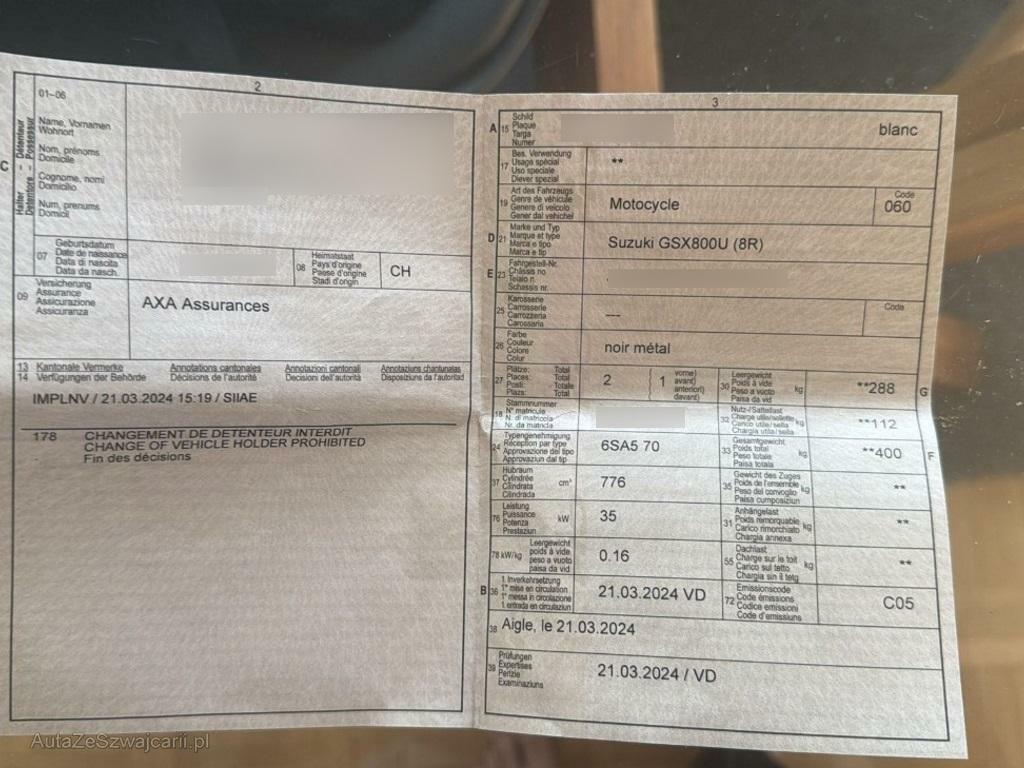 2
01-06
Halter - Détenteur
Detentore - Possessur
C
Name, Vornamen
Wohnort
Nom, prénoms
Domicile
Cognome, nomi
Domicilio
Num, prenums
Domicil
07
Geburtsdatum
Date de naissance
Data di nascita
Data da nasch.
08
Heimatstaat
Pays d'origine
Paese d'origine
Stadi d'origin
CH
09
Versicherung
Assurance
Assicurazione
Assicuranza
AXA Assurances
13 Kantonale Vermerke Annotations cantonales Annotazioni cantonali Annotaziuns chantunalas
14 Verfügungen der Behörde Décisions de l'autorité Decisioni dell'autorità Disposiziuns da l'autoritad
IMPLNV / 21.03.2024 15:19 / SIIAE
178 CHANGEMENT DE DETENTEUR INTERDIT
CHANGE OF VEHICLE HOLDER PROHIBITED
Fin des décisions
3
A 15
Schild
Plaque
Targa
Numer
blanc
17
Bes. Verwendung
Usage spécial
Uso speciale
Diever spezial
**
19
Art des Fahrzeugs
Genre de véhicule
Genere di veicolo
Gener dal vehichel
Motocycle
Code
060
D 21
Marke und Typ
Marque et type
Marca e tipo
Marca e tip
Suzuki GSX800U (8R)
E 23
Fahrgestell-Nr.
Châssis no
Telaio n.
Schassis nr.
25
Karosserie
Carrosserie
Carrozzeria
Carossaria
---
Code
26
Farbe
Couleur
Colore
Colur
noir métal
27
Plätze: Total
Places: Total
Posti: Totale
Plazs: Total
2
1
vorne)
avant)
anteriori)
davant)
30
Leergewicht
Poids à vide
Peso a vuoto
Paisa da vid
kg
**288
G
18
Stammnummer
N° matricule
N. di matricola
Nr. da matricla
32
Nutz-/Sattellast
Charge utile/sellette
Carico utile/sella
Chargia utila/sella
kg
**112
24
Typengenehmigung
Réception par type
Approvazione del tipo
Approvaziun dal tip
6SA5 70
33
Gesamtgewicht
Poids total
Peso totale
Paisa totala
kg
**400
F
37
Hubraum
Cylindrée
Cilindrata
Cilindrada
cm³
776
35
Gewicht des Zuges
Poids de l'ensemble
Peso del convoglio
Paisa cumposiziun
kg
**
76
Leistung
Puissance
Potenza
Prestaziun
kW
35
31
Anhängelast
Poids remorquable
Carico rimorchiato
Chargia annexa
kg
**
78 kW/kg
Leergewicht
poids à vide
peso a vuoto
paisa da vid
0.16
55
Dachlast
Charge sur le toit
Carico sul tetto
Chargia sin il tetg
kg
**
B 36
1. Inverkehrsetzung
1re mise en circulation
1a messa in circolazione
1. entrada en circulaziun
21.03.2024 VD
72
Emissionscode
Code émissions
Codice emissioni
Code d'emissiuns
C05
38
Aigle, le 21.03.2024
39
Prüfungen
Expertises
Perizie
Examinaziuns
21.03.2024 / VD
AutaZeSzwajcarii.pl